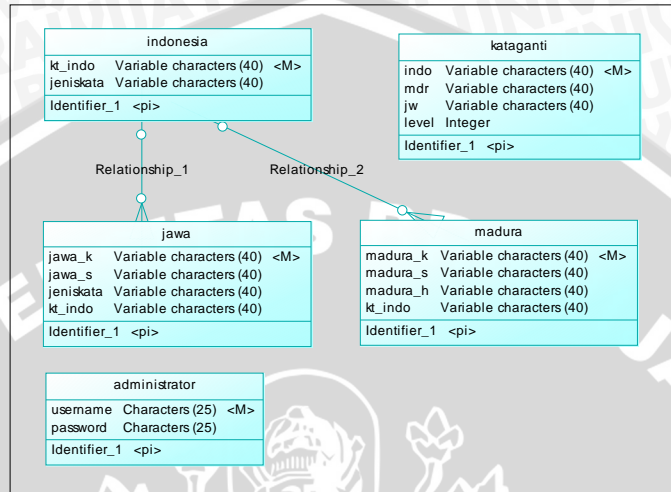 indonesia
kt_indo Variable characters (40) <M>
jeniskata Variable characters (40)
Identifier_1 <pi>
kataganti
indo Variable characters (40) <M>
mdr Variable characters (40)
jw Variable characters (40)
level Integer
Identifier_1 <pi>
Relationship_1
Relationship_2
jawa
jawa_k Variable characters (40) <M>
jawa_s Variable characters (40)
jeniskata Variable characters (40)
kt_indo Variable characters (40)
Identifier_1 <pi>
madura
madura_k Variable characters (40) <M>
madura_s Variable characters (40)
madura_h Variable characters (40)
kt_indo Variable characters (40)
Identifier_1 <pi>
administrator
username Characters (25) <M>
password Characters (25)
Identifier_1 <pi>